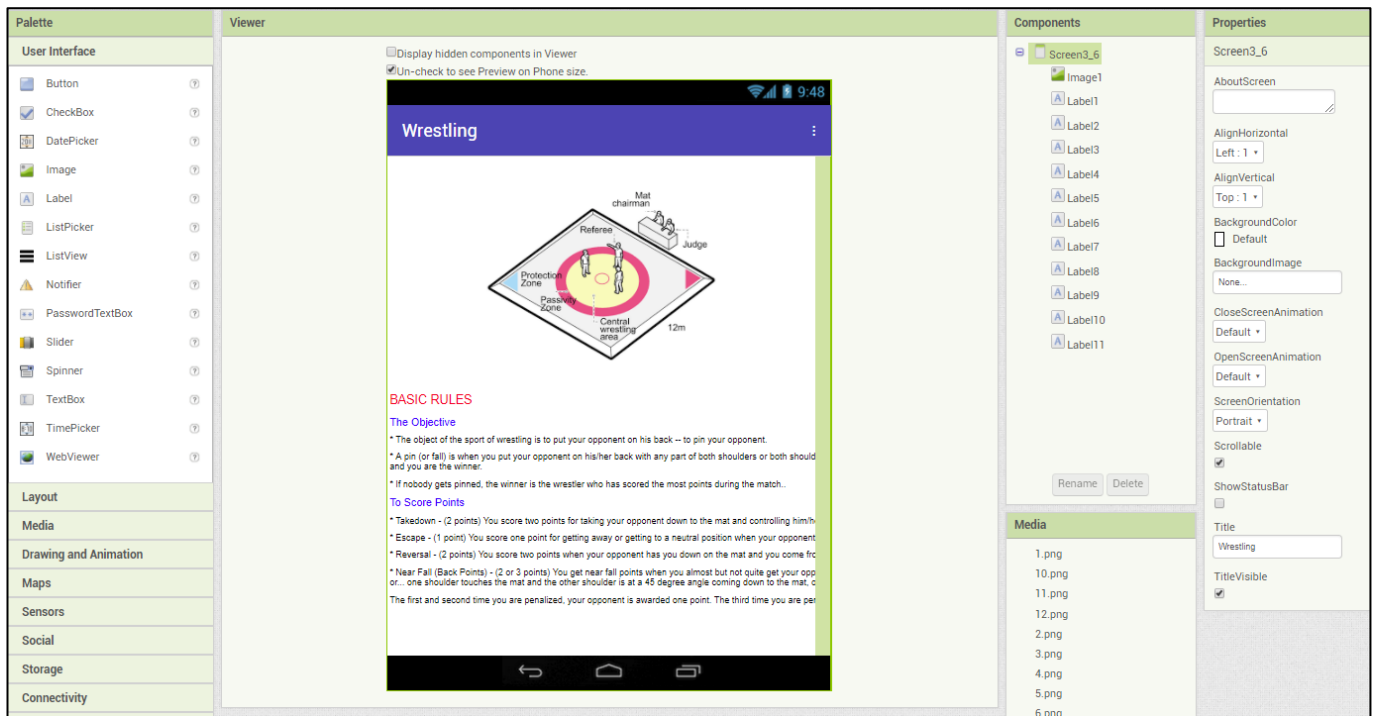 Palette
User Interface
Button
CheckBox
DatePicker
Image
Label
ListPicker
ListView
Notifier
PasswordTextBox
Slider
Spinner
TextBox
TimePicker
WebViewer
Layout
Media
Drawing and Animation
Maps
Sensors
Social
Storage
Connectivity
Viewer
Display hidden components in Viewer
Un-check to see Preview on Phone size.
9:48
Wrestling
Mat
chairman
Referee
Judge
Protection
Zone
Passivity
Zone
Central
wrestling
area
12m
BASIC RULES
The Objective
* The object of the sport of wrestling is to put your opponent on his back -- to pin your opponent.
* A pin (or fall) is when you put your opponent on his/her back with any part of both shoulders or both should
and you are the winner.
* If nobody gets pinned, the winner is the wrestler who has scored the most points during the match..
To Score Points
* Takedown - (2 points) You score two points for taking your opponent down to the mat and controlling him/h
* Escape - (1 point) You score one point for getting away or getting to a neutral position when your opponent
* Reversal - (2 points) You score two points when your opponent has you down on the mat and you come fro
* Near Fall (Back Points) - (2 or 3 points) You get near fall points when you almost but not quite get your opp
or... one shoulder touches the mat and the other shoulder is at a 45 degree angle coming down to the mat,
The first and second time you are penalized, your opponent is awarded one point. The third time you are per
Components
Screen3_6
Image1
Label1
Label2
Label3
Label4
Label5
Label6
Label7
Label8
Label9
Label10
Label11
Rename Delete
Media
1.png
10.png
11.png
12.png
2.png
3.png
4.png
5.png
6.png
Properties
Screen3_6
AboutScreen
AlignHorizontal
Left : 1
AlignVertical
Top : 1
BackgroundColor
Default
BackgroundImage
None...
CloseScreenAnimation
Default
OpenScreenAnimation
Default
ScreenOrientation
Portrait
Scrollable
ShowStatusBar
Title
Wrestling
TitleVisible